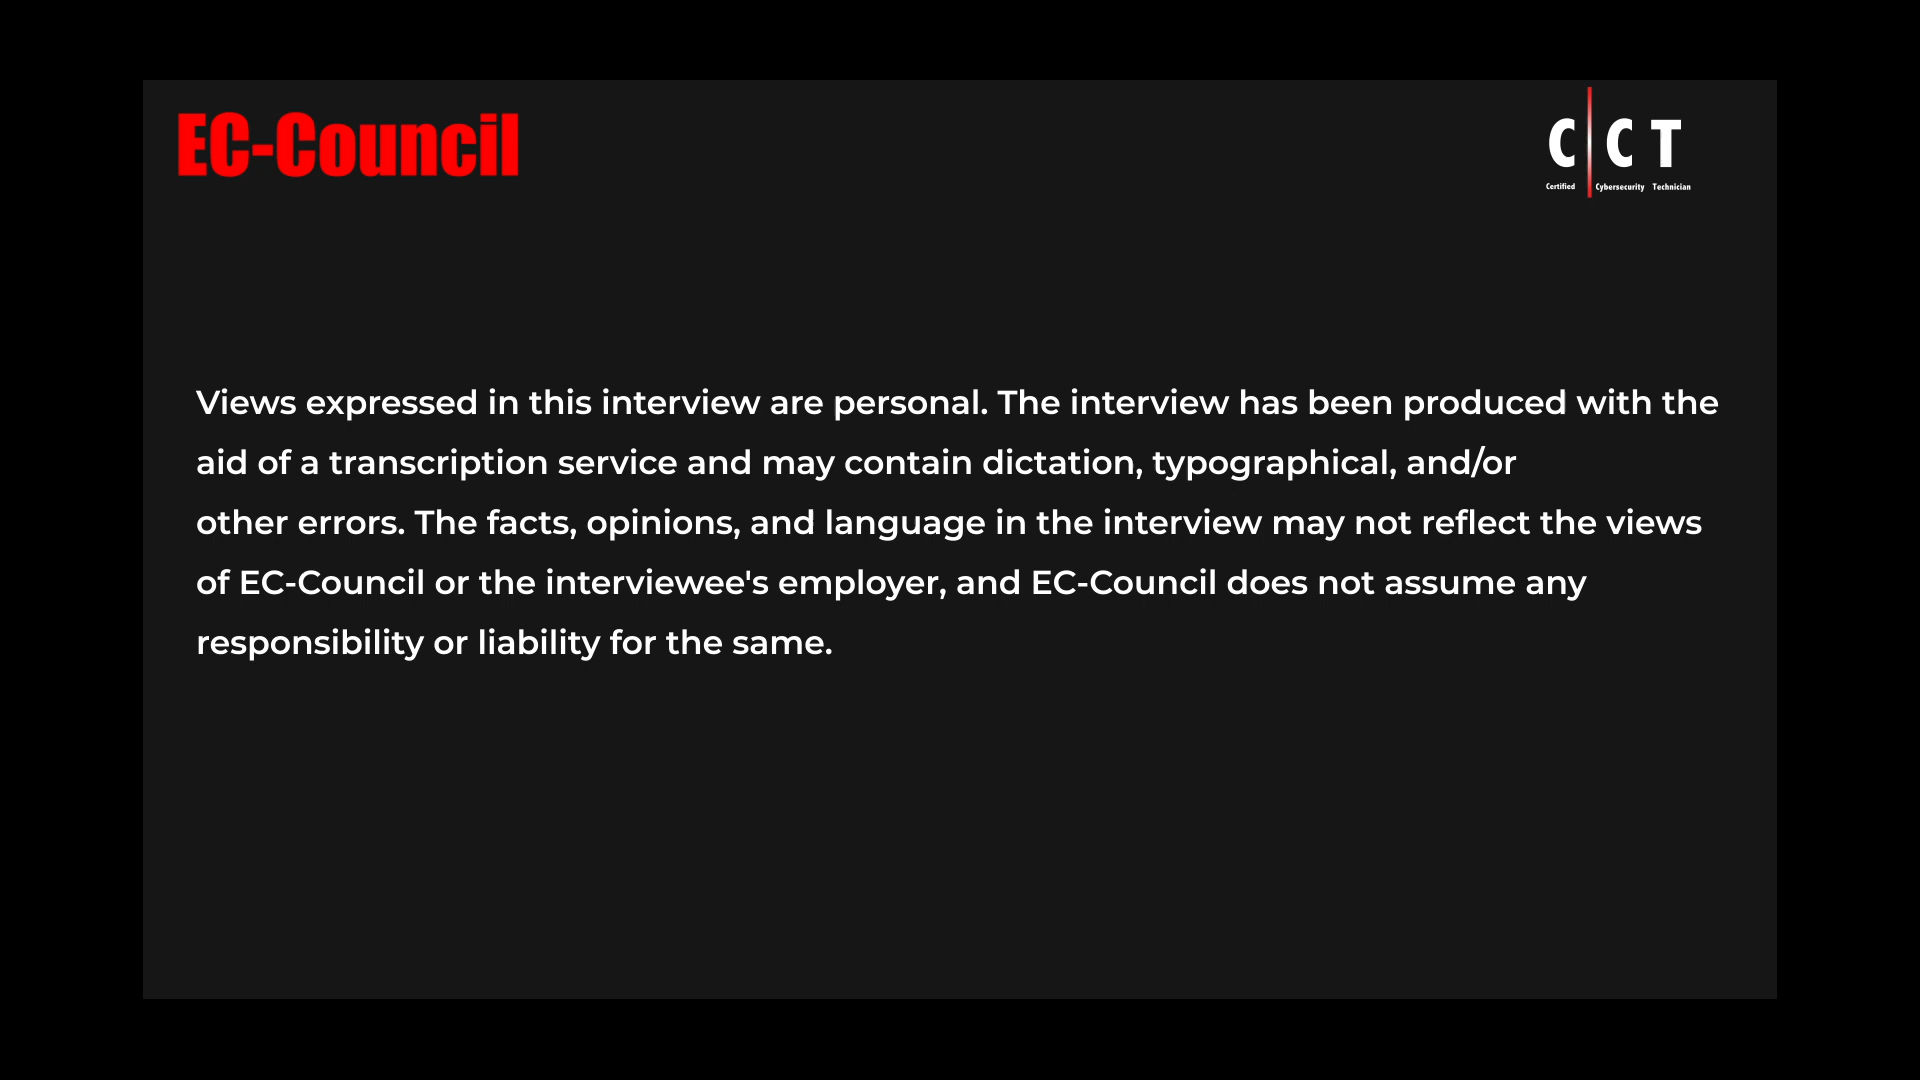 EC-Council
C CT
Certified Cybersecurity Technician
Views expressed in this interview are personal. The interview has been produced with the
aid of a transcription service and may contain dictation, typographical, and/or
other errors. The facts, opinions, and language in the interview may not reflect the views
of EC-Council or the interviewee's employer, and EC-Council does not assume any
responsibility or liability for the same.